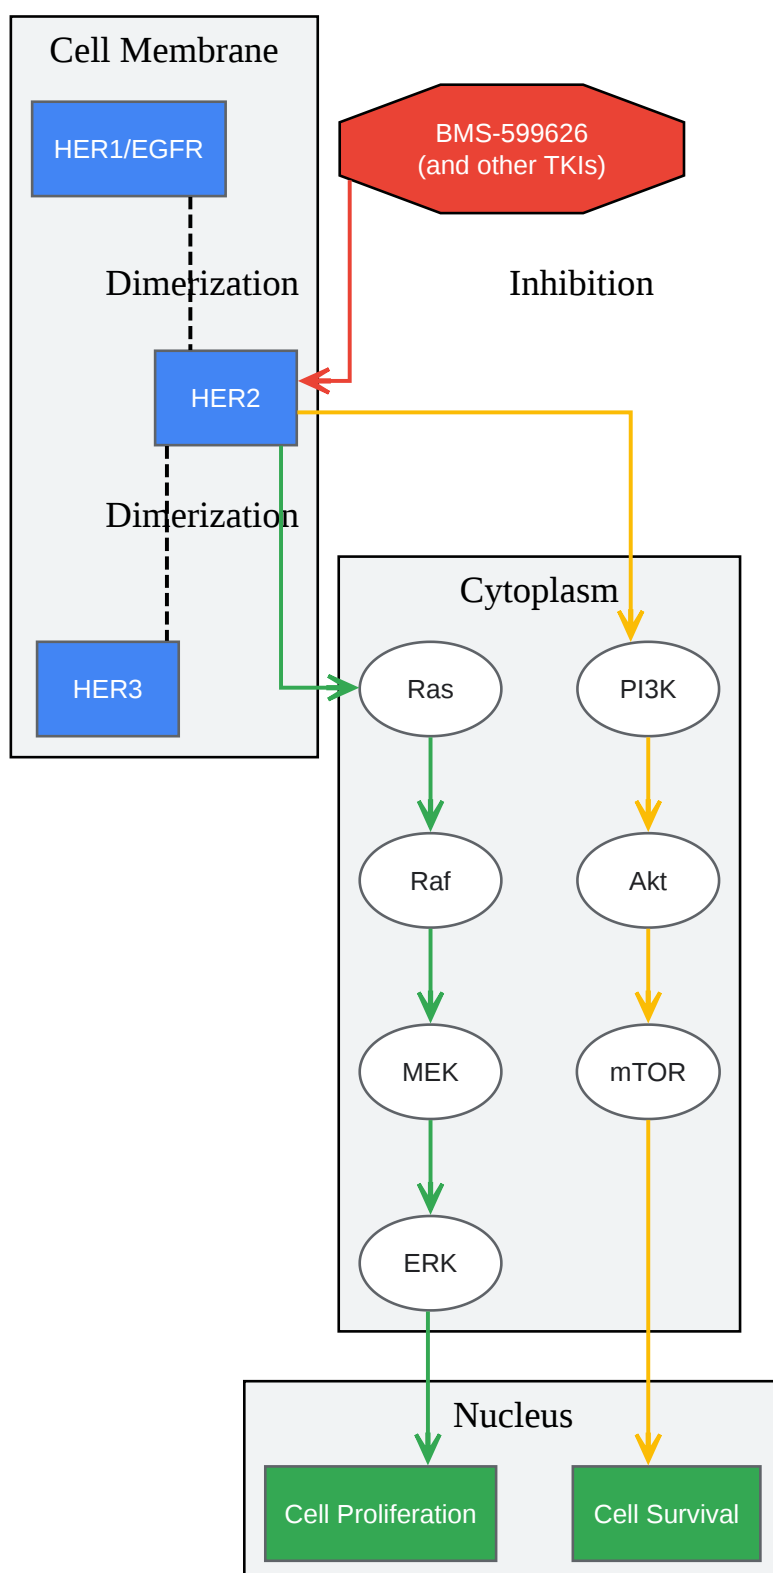 Cell Membrane
HER1/EGFR
BMS-599626
(and other TKIs)
Dimerization
Inhibition
HER2
Dimerization
Cytoplasm
HER3
Ras
PI3K
Raf
Akt
MEK
mTOR
ERK
Nucleus
Cell Proliferation
Cell Survival